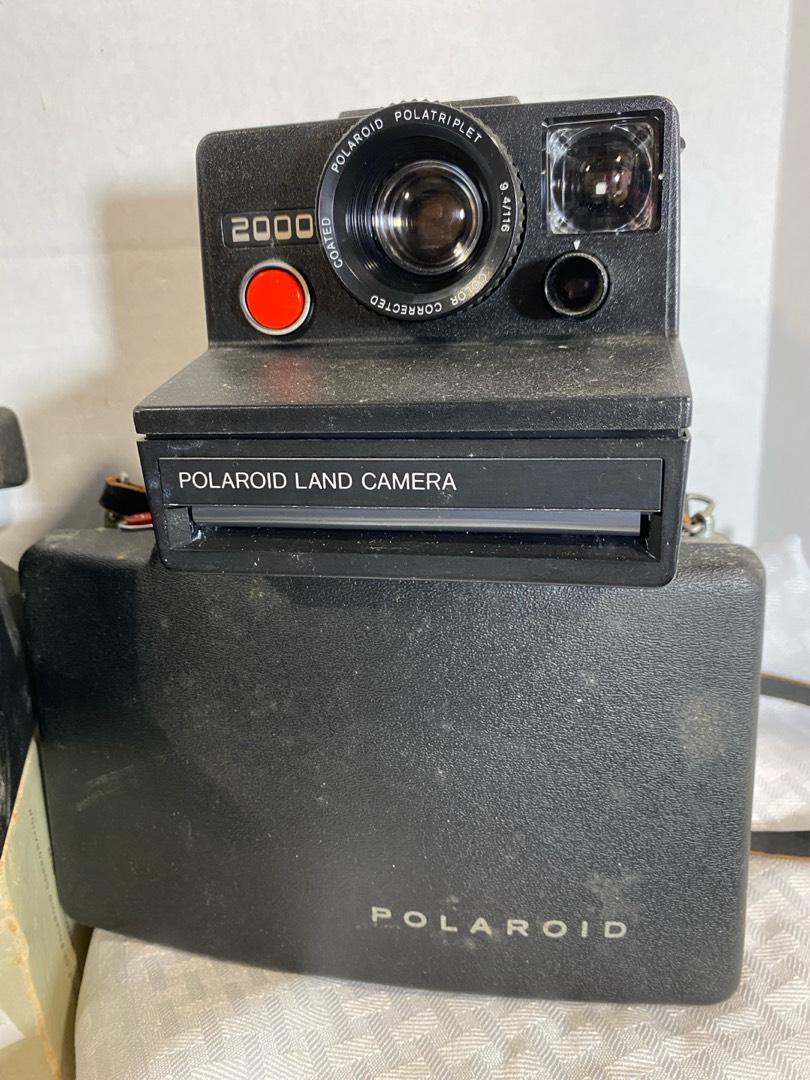 POLAROID POLATRIPLET 9.4/116
COLOR CORRECTED
COATED
2000
POLAROID LAND CAMERA
POLAROID